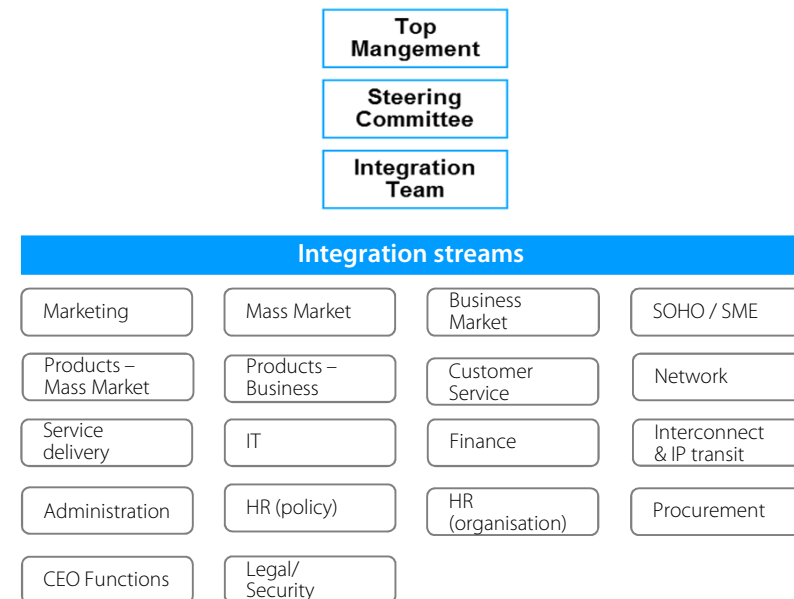 Top
Mangement
Steering
Committee
Integration
Team
Integration streams
Marketing
Mass Market
Business
Market
SOHO / SME
Products –
Mass Market
Products –
Business
Customer
Service
Network
Service
delivery
IT
Finance
Interconnect
& IP transit
Administration
HR (policy)
HR
(organisation)
Procurement
CEO Functions
Legal/
Security